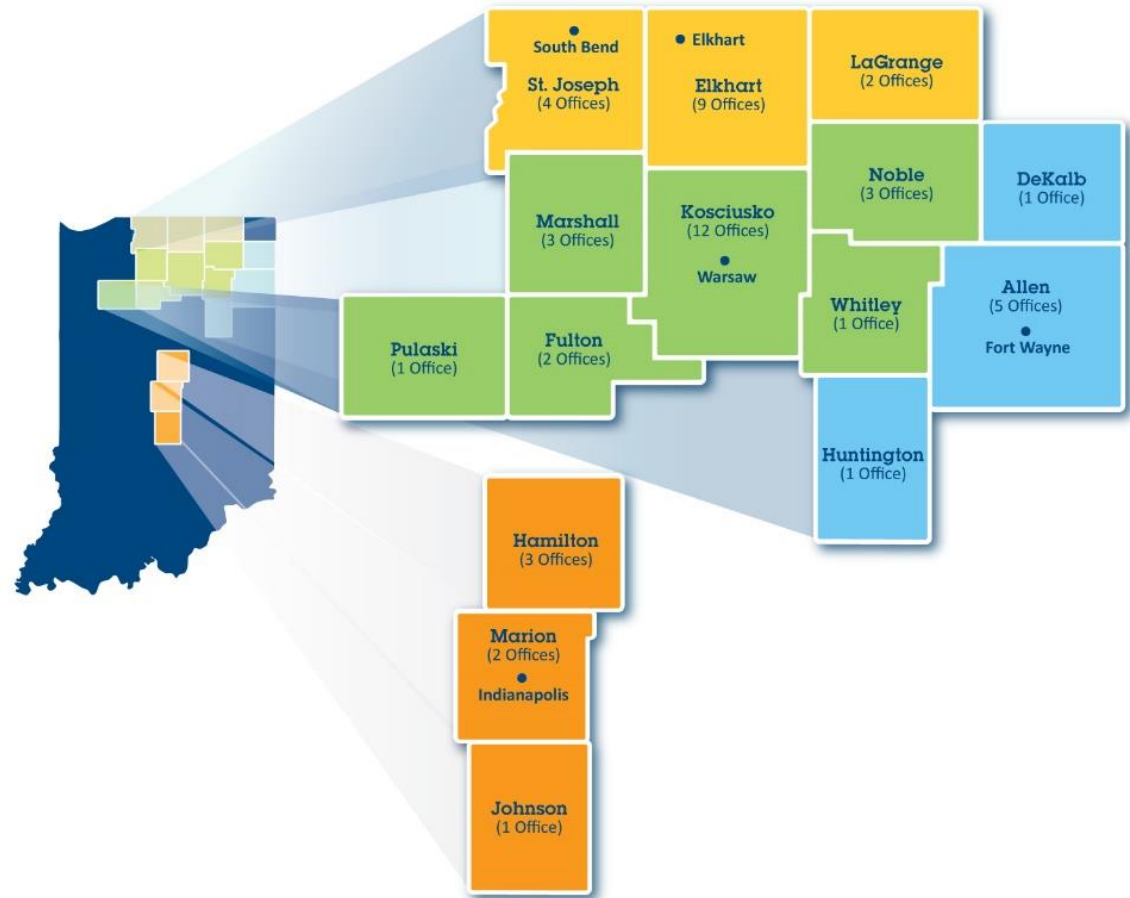 South Bend
St. Joseph
(4 Offices)
Elkhart
Elkhart
(9 Offices)
LaGrange
(2 Offices)
Marshall
(3 Offices)
Kosciusko
(12 Offices)
Warsaw
Noble
(3 Offices)
DeKalb
(1 Office)
Pulaski
(1 Office)
Fulton
(2 Offices)
Whitley
(1 Office)
Allen
(5 Offices)
Fort Wayne
Huntington
(1 Office)
Hamilton
(3 Offices)
Marion
(2 Offices)
Indianapolis
Johnson
(1 Office)